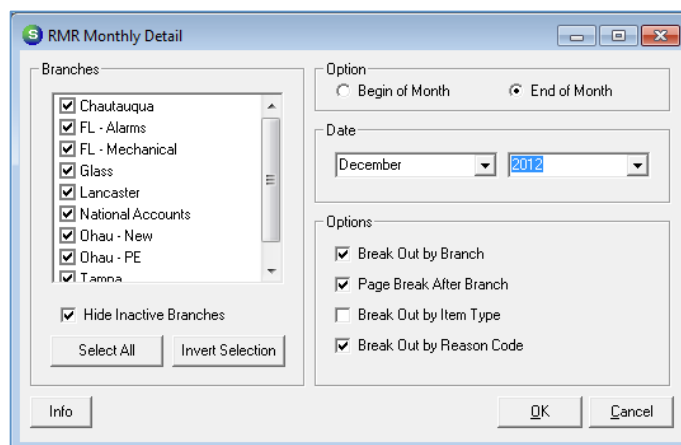 RMR Monthly Detail
Branches
Chautauqua
FL - Alarms
FL - Mechanical
Glass
Lancaster
National Accounts
Ohau - New
Ohau - PE
Tampa
Hide Inactive Branches
Select All Invert Selection
Option
Begin of Month End of Month
Date
December 2012
Options
Break Out by Branch
Page Break After Branch
Break Out by Item Type
Break Out by Reason Code
Info OK Cancel